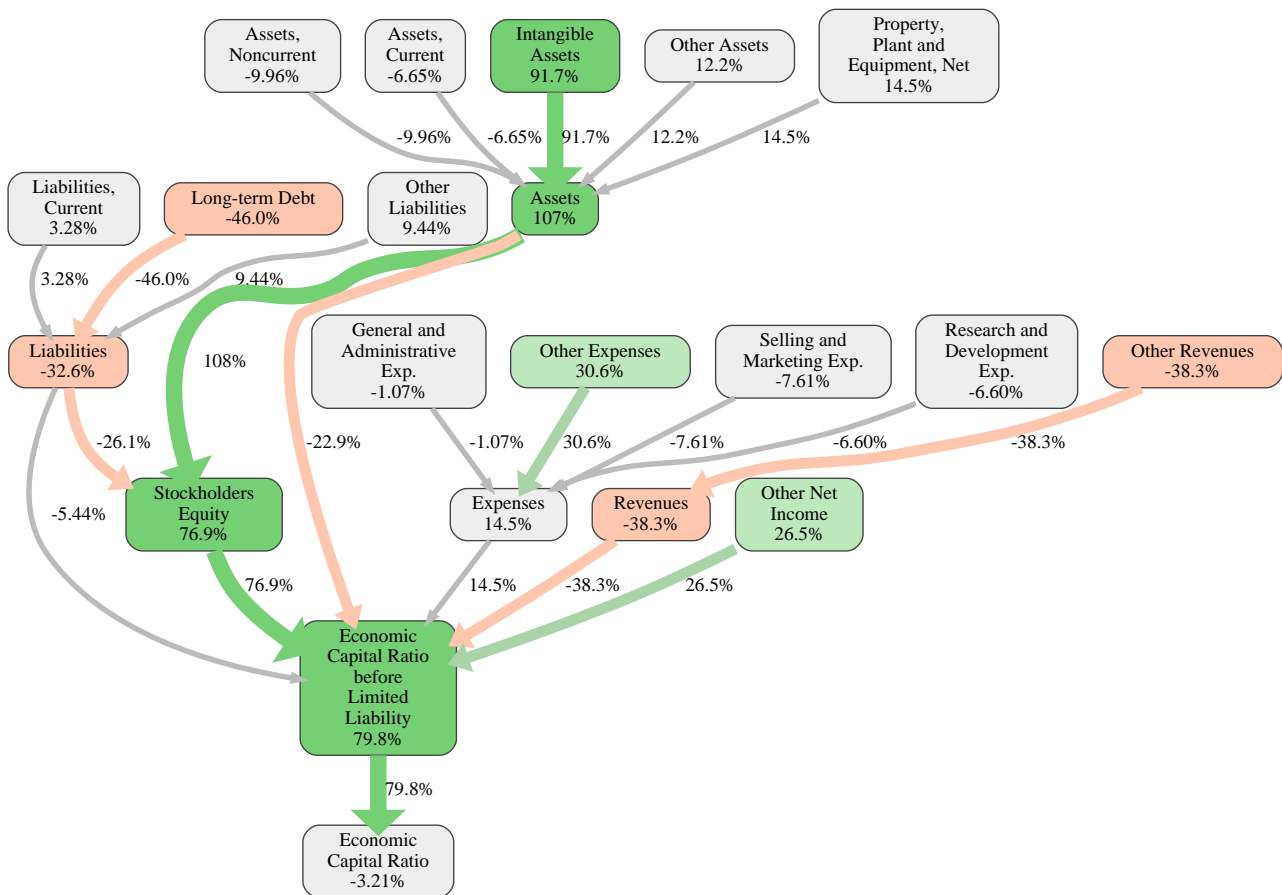 Assets,
Noncurrent
-9.96%
Assets,
Current
-6.65%
Intangible
Assets
91.7%
Other Assets
12.2%
Property,
Plant and
Equipment, Net
14.5%
-9.96%
-6.65%
91.7%
12.2%
14.5%
Liabilities,
Current
3.28%
Long-term Debt
-46.0%
Other
Liabilities
9.44%
Assets
107%
3.28%
-46.0%
9.44%
Liabilities
-32.6%
108%
General and
Administrative
Exp.
-1.07%
Other Expenses
30.6%
Selling and
Marketing Exp.
-7.61%
Research and
Development
Exp.
-6.60%
Other Revenues
-38.3%
-26.1%
-22.9%
-1.07%
30.6%
-7.61%
-6.60%
-38.3%
-5.44%
Stockholders
Equity
76.9%
Expenses
14.5%
Revenues
-38.3%
Other Net
Income
26.5%
76.9%
14.5%
-38.3%
26.5%
Economic
Capital Ratio
before
Limited
Liability
79.8%
79.8%
Economic
Capital Ratio
-3.21%